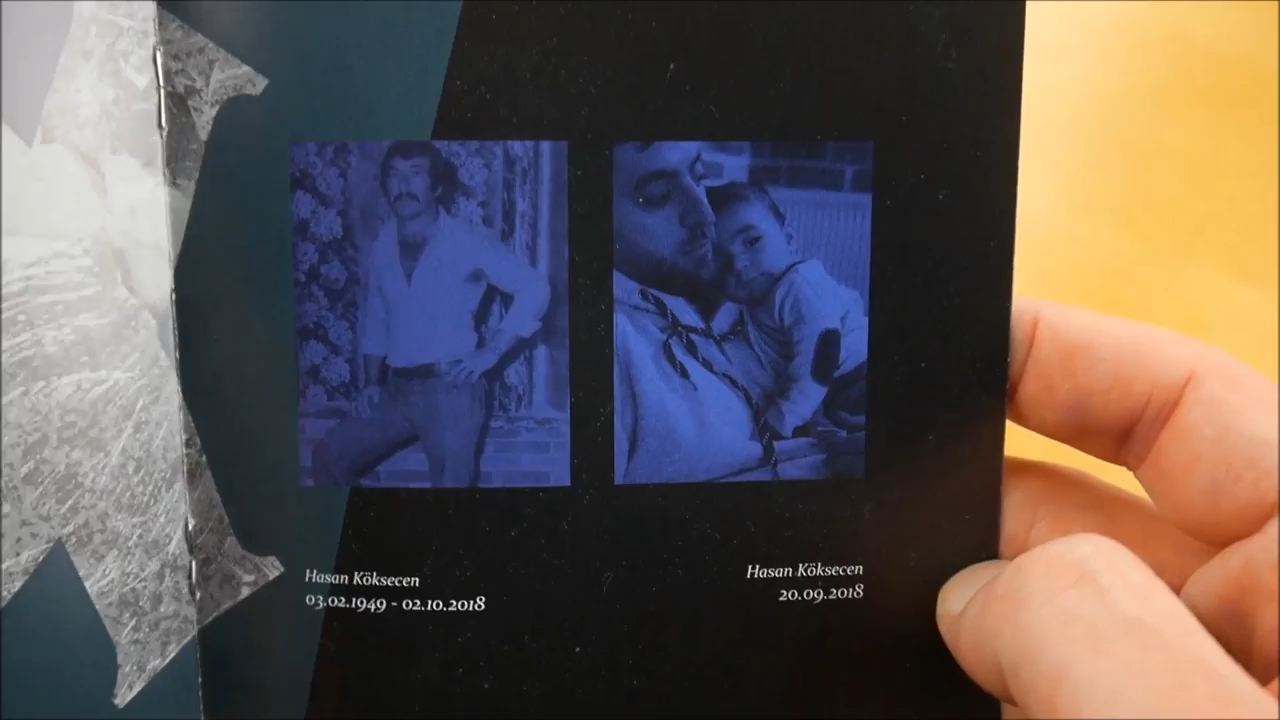 Hasan Köksecen
03.02.1949 - 02.10.2018
Hasan Köksecen
20.09.2018